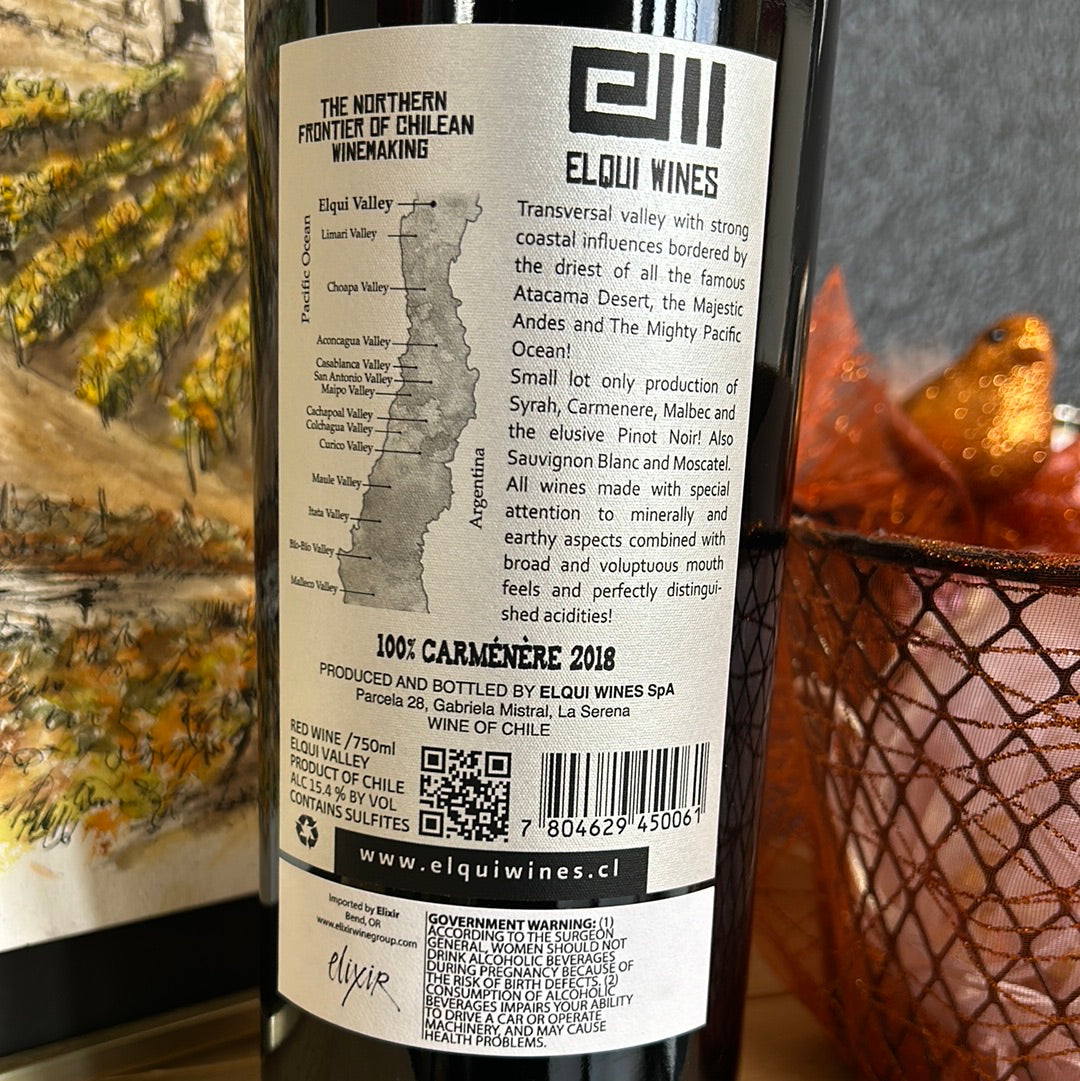 THE NORTHERN
FRONTIER OF CHILEAN
WINEMAKING
Pacific Ocean
Elqui Valley
Limari Valley
Choapa Valley
Aconcagua Valley
Casablanca Valley
San Antonio Valley
Maipo Valley
Cachapoal Valley
Colchagua Valley
Curico Valley
Maule Valley
Itata Valley
Bio-Bio Valley
Malleco Valley
Argentina
ELQUI WINES
Transversal valley with strong
coastal influences bordered by
the driest of all the famous
Atacama Desert, the Majestic
Andes and The Mighty Pacific
Ocean!
Small lot only production of
Syrah, Carmenere, Malbec and
the elusive Pinot Noir! Also
Sauvignon Blanc and Moscatel.
All wines made with special
attention to minerally and
earthy aspects combined with
broad and voluptuous mouth
feels and perfectly distingui-
shed acidities!
100% CARMÉNÈRE 2018
PRODUCED AND BOTTLED BY ELQUI WINES SpA
Parcela 28, Gabriela Mistral, La Serena
WINE OF CHILE
RED WINE /750ml
ELQUI VALLEY
PRODUCT OF CHILE
ALC 15.4 % BY VOL
CONTAINS SULFITES
7 804629 450061
www.elquiwines.cl
Imported by Elixir
Bend, OR
www.elixirwinegroup.com
elixir
GOVERNMENT WARNING: (1)
ACCORDING TO THE SURGEON
GENERAL, WOMEN SHOULD NOT
DRINK ALCOHOLIC BEVERAGES
DURING PREGNANCY BECAUSE OF
THE RISK OF BIRTH DEFECTS. (2)
CONSUMPTION OF ALCOHOLIC
BEVERAGES IMPAIRS YOUR ABILITY
TO DRIVE A CAR OR OPERATE
MACHINERY, AND MAY CAUSE
HEALTH PROBLEMS.